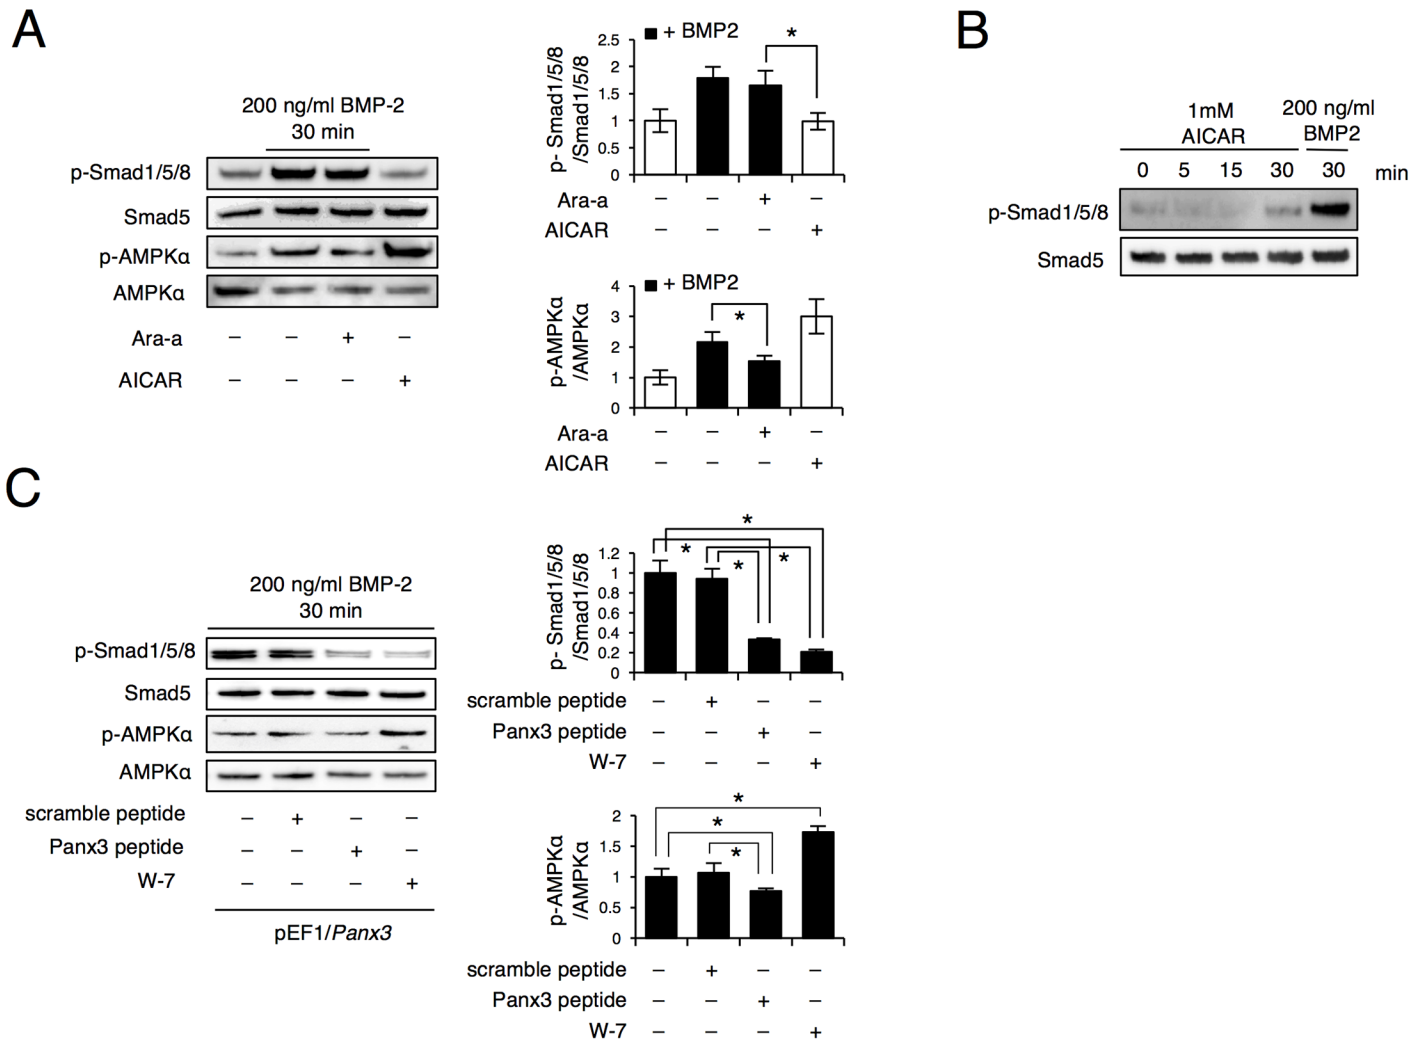 A
200 ng/ml BMP-2
30 min
p-Smad1/5/8
Smad5
p-AMPKα
AMPKα
Ara-a – – + –
AICAR – – – +
■ + BMP2
p- Smad1/5/8
/Smad1/5/8
2.5
2
1.5
1
0.5
0
*
Ara-a – – + –
AICAR – – – +
■ + BMP2
p-AMPKα
/AMPKα
4
3
2
1
0
*
Ara-a – – + –
AICAR – – – +
B
1mM
AICAR
200 ng/ml
BMP2
0 5 15 30 30 min
p-Smad1/5/8
Smad5
C
200 ng/ml BMP-2
30 min
p-Smad1/5/8
Smad5
p-AMPKα
AMPKα
scramble peptide – + – –
Panx3 peptide – – + –
W-7 – – – +
pEF1/Panx3
p- Smad1/5/8
/Smad1/5/8
1.2
1
0.8
0.6
0.4
0.2
0
*
* * *
scramble peptide – + – –
Panx3 peptide – – + –
W-7 – – – +
p-AMPKα
/AMPKα
2
1.5
1
0.5
0
*
*
*
scramble peptide – + – –
Panx3 peptide – – + –
W-7 – – – +